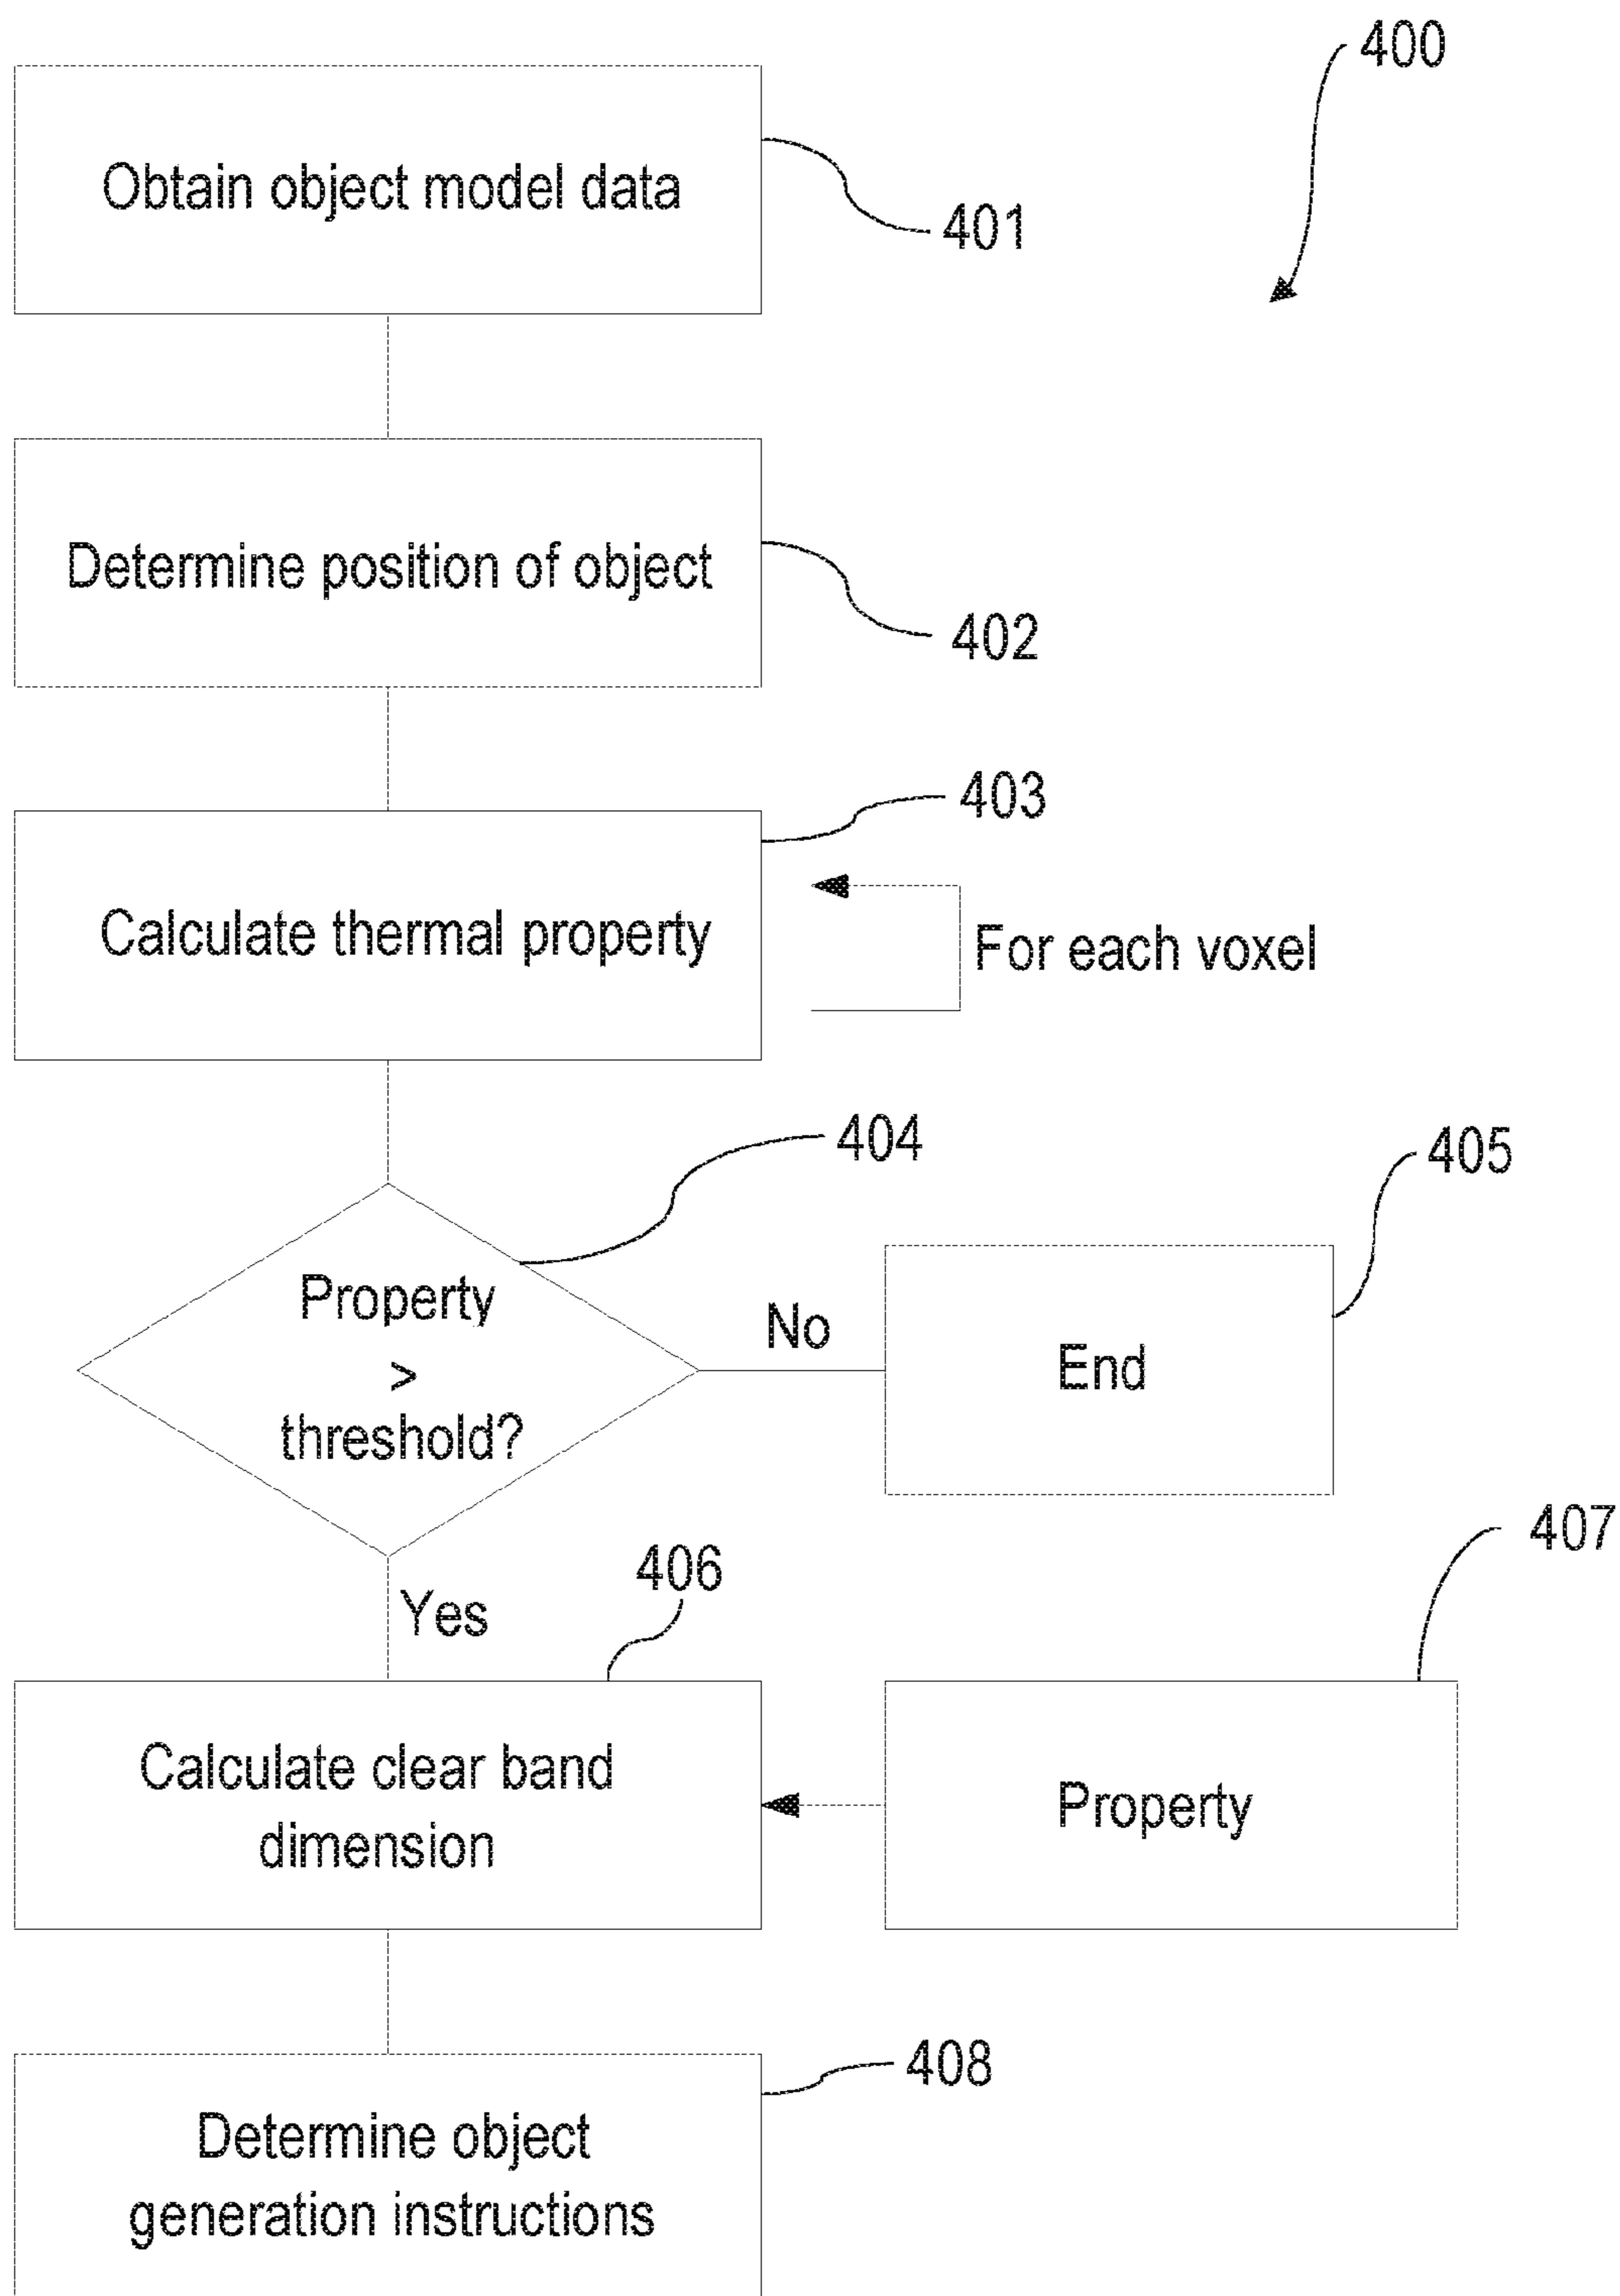 400
Obtain object model data
401
Determine position of object
402
403
Calculate thermal property
For each voxel
404
405
Property
>
threshold?
No
End
Yes
406
407
Calculate clear band
dimension
Property
408
Determine object
generation instructions